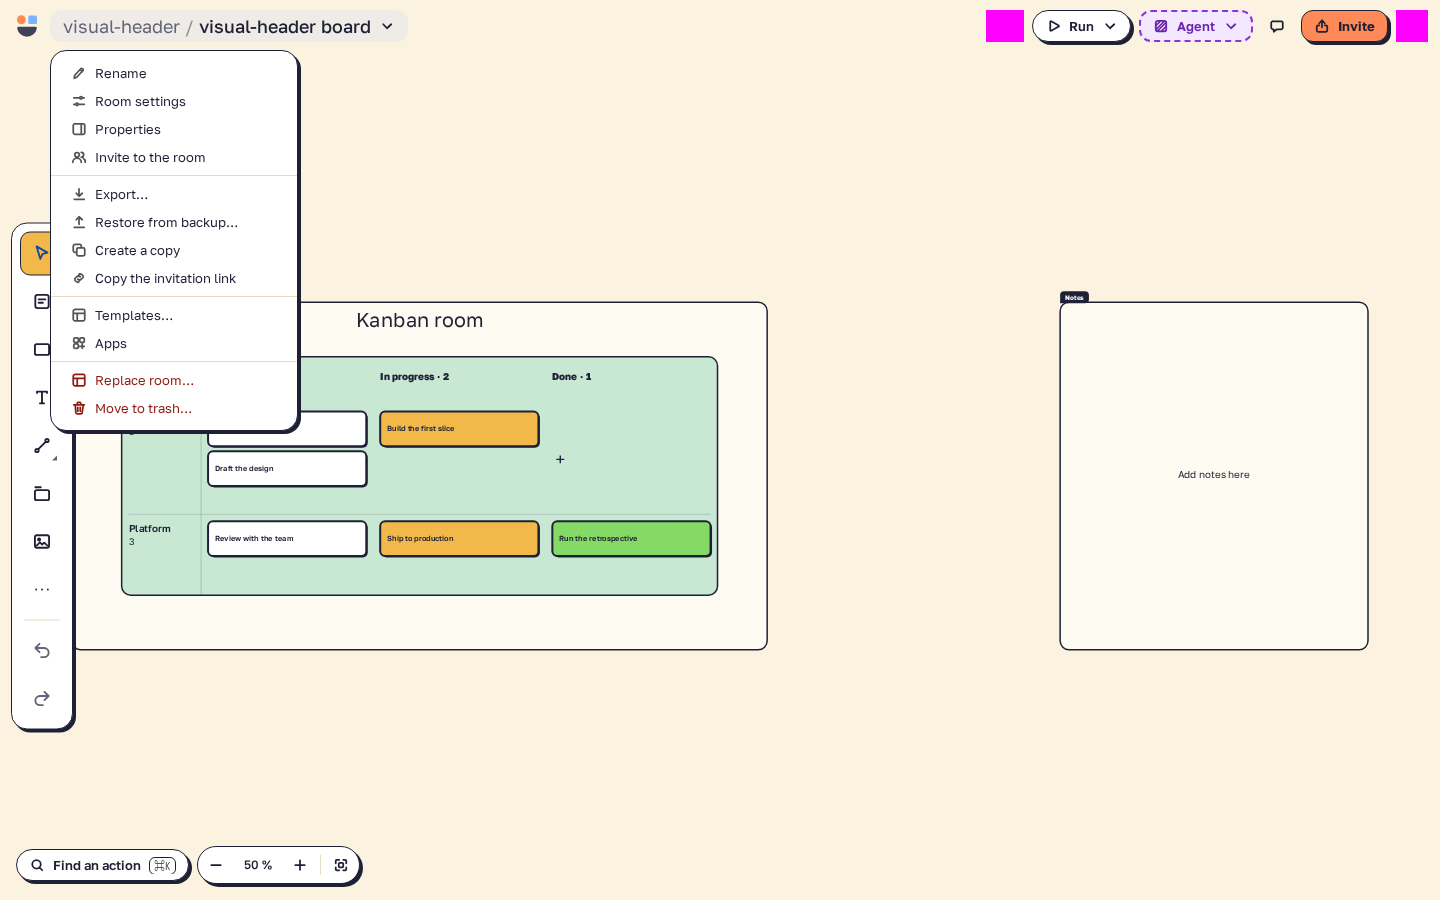 visual-header / visual-header board
Run
Agent
Invite
Rename
Room settings
Properties
Invite to the room
Export...
Restore from backup...
Create a copy
Copy the invitation link
Templates...
Apps
Replace room...
Move to trash...
Kanban room
In progress · 2
Done · 1
Build the first slice
Draft the design
+
Platform
3
Review with the team
Ship to production
Run the retrospective
Notes
Add notes here
Find an action ⌘K
50 %